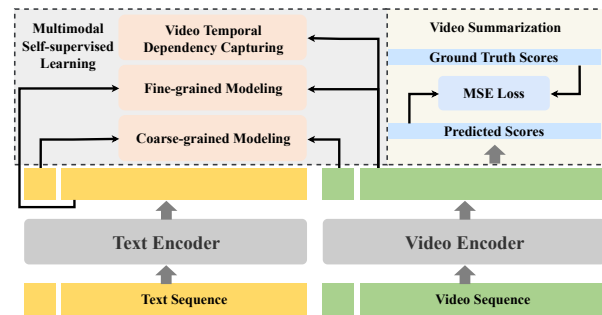 Multimodal
Self-supervised
Learning
Video Temporal
Dependency Capturing
Fine-grained Modeling
Coarse-grained Modeling
Video Summarization
Ground Truth Scores
MSE Loss
Predicted Scores
Text Encoder
Video Encoder
Text Sequence
Video Sequence